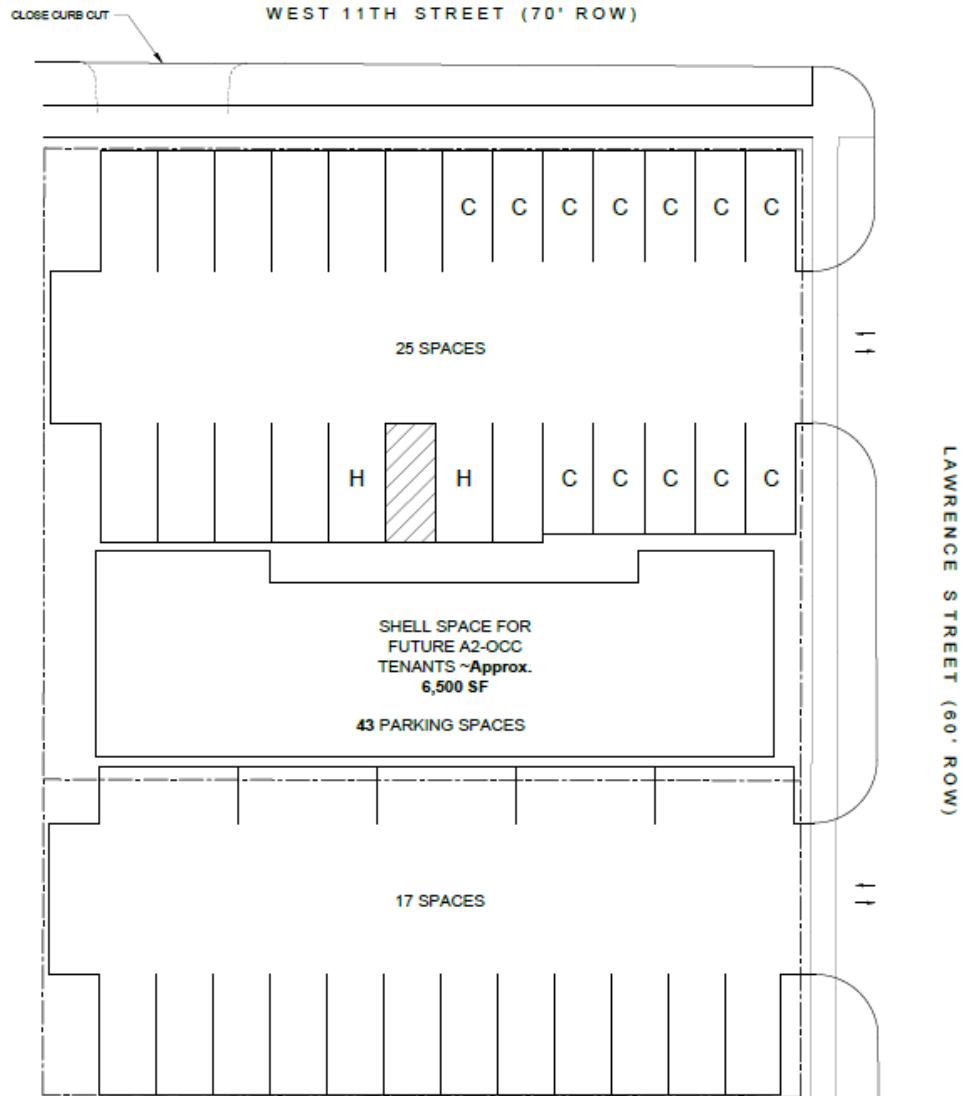 CLOSE CURB CUT
WEST 11TH STREET (70' ROW)
C C C C C C C
25 SPACES
H H C C C C C
LAWRENCE STREET (60' ROW)
SHELL SPACE FOR
FUTURE A2-OCC
TENANTS ~Approx.
6,500 SF
43 PARKING SPACES
17 SPACES